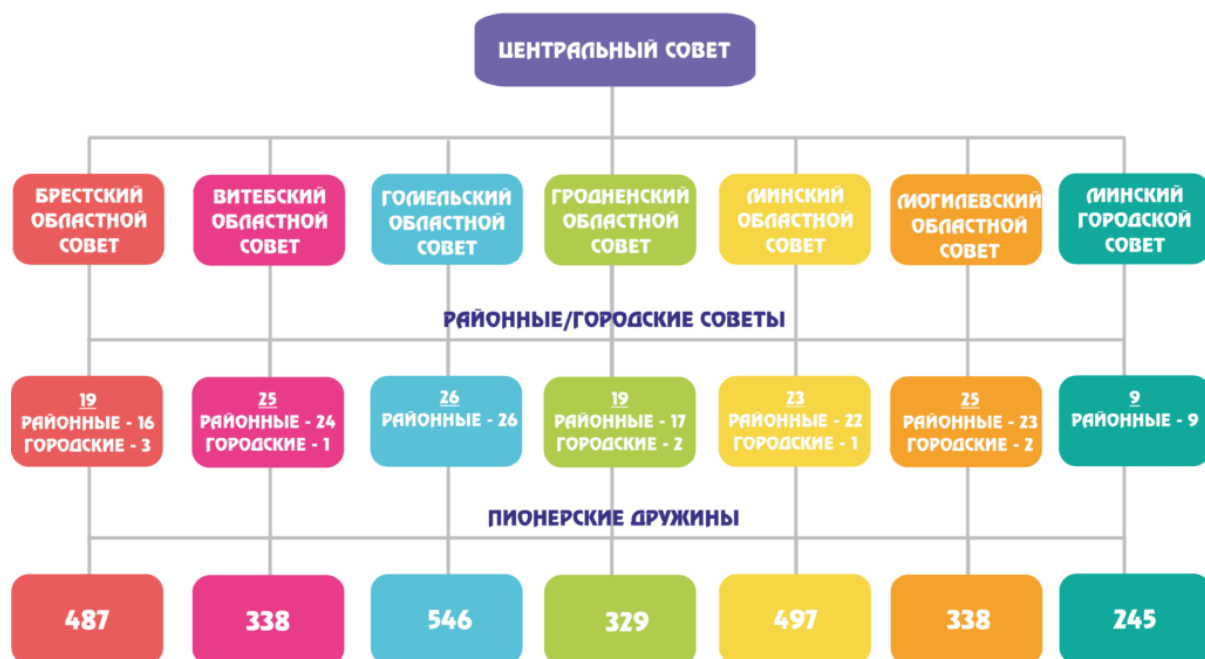 ЦЕНТРАЛЬНЫЙ СОВЕТ
БРЕСТСКИЙ
ОБЛАСТНОЙ
СОВЕТ
ВИТЕБСКИЙ
ОБЛАСТНОЙ
СОВЕТ
ГОМЕЛЬСКИЙ
ОБЛАСТНОЙ
СОВЕТ
ГРОДНЕНСКИЙ
ОБЛАСТНОЙ
СОВЕТ
МИНСКИЙ
ОБЛАСТНОЙ
СОВЕТ
МОГИЛЕВСКИЙ
ОБЛАСТНОЙ
СОВЕТ
МИНСКИЙ
ГОРОДСКОЙ
СОВЕТ
РАЙОННЫЕ/ГОРОДСКИЕ СОВЕТЫ
19
РАЙОННЫЕ - 16
ГОРОДСКИЕ - 3
25
РАЙОННЫЕ - 24
ГОРОДСКИЕ - 1
26
РАЙОННЫЕ - 26
19
РАЙОННЫЕ - 17
ГОРОДСКИЕ - 2
23
РАЙОННЫЕ - 22
ГОРОДСКИЕ - 1
25
РАЙОННЫЕ - 23
ГОРОДСКИЕ - 2
9
РАЙОННЫЕ - 9
ПИОНЕРСКИЕ ДРУЖИНЫ
487
338
546
329
497
338
245